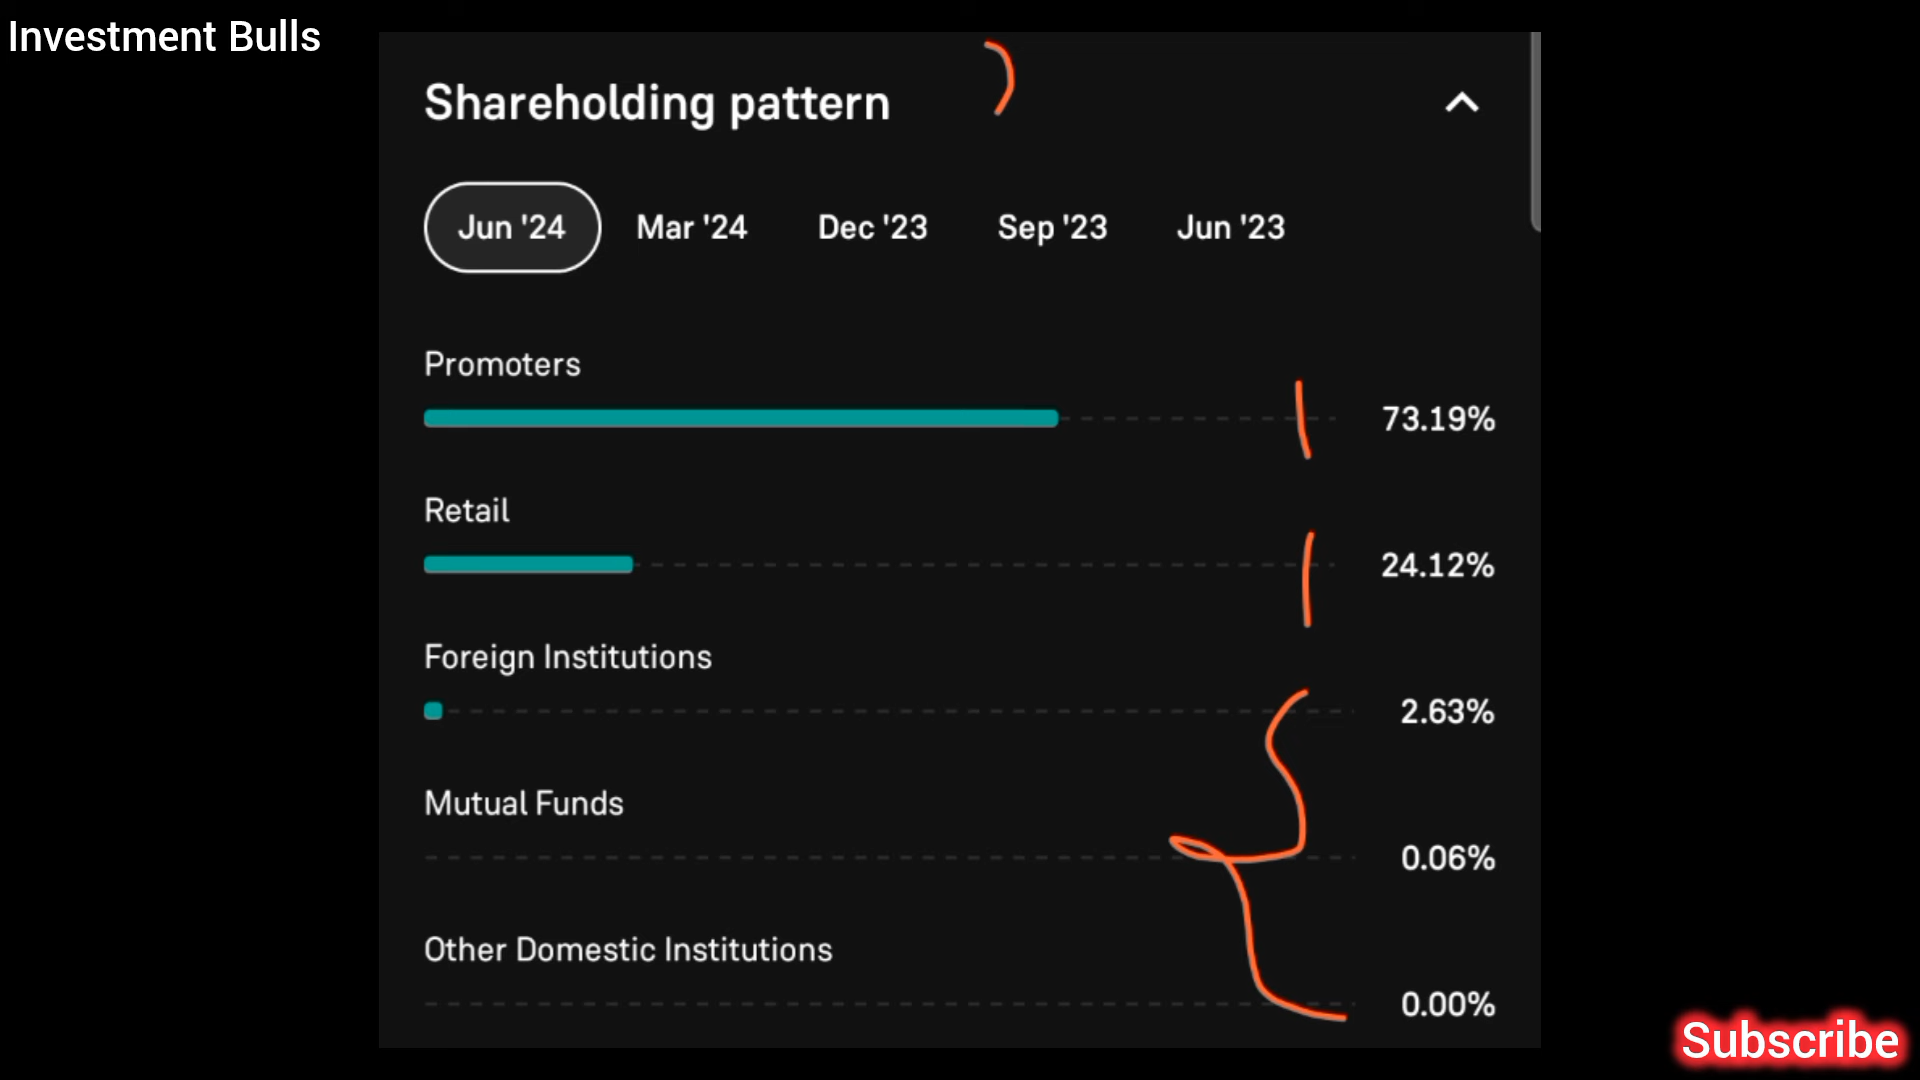 Investment Bulls
Shareholding pattern
Jun '24 Mar '24 Dec '23 Sep '23 Jun '23
Promoters
73.19%
Retail
24.12%
Foreign Institutions
2.63%
Mutual Funds
0.06%
Other Domestic Institutions
0.00%
Subscribe